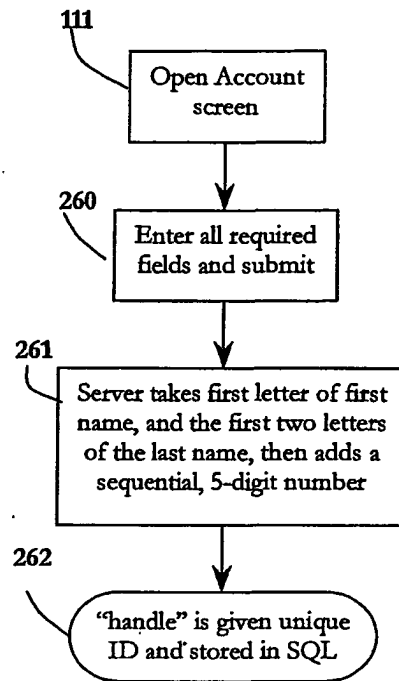 111
Open Account
screen
260
Enter all required
fields and submit
261
Server takes first letter of first
name, and the first two letters
of the last name, then adds a
sequential, 5-digit number
262
“handle” is given unique
ID and stored in SQL